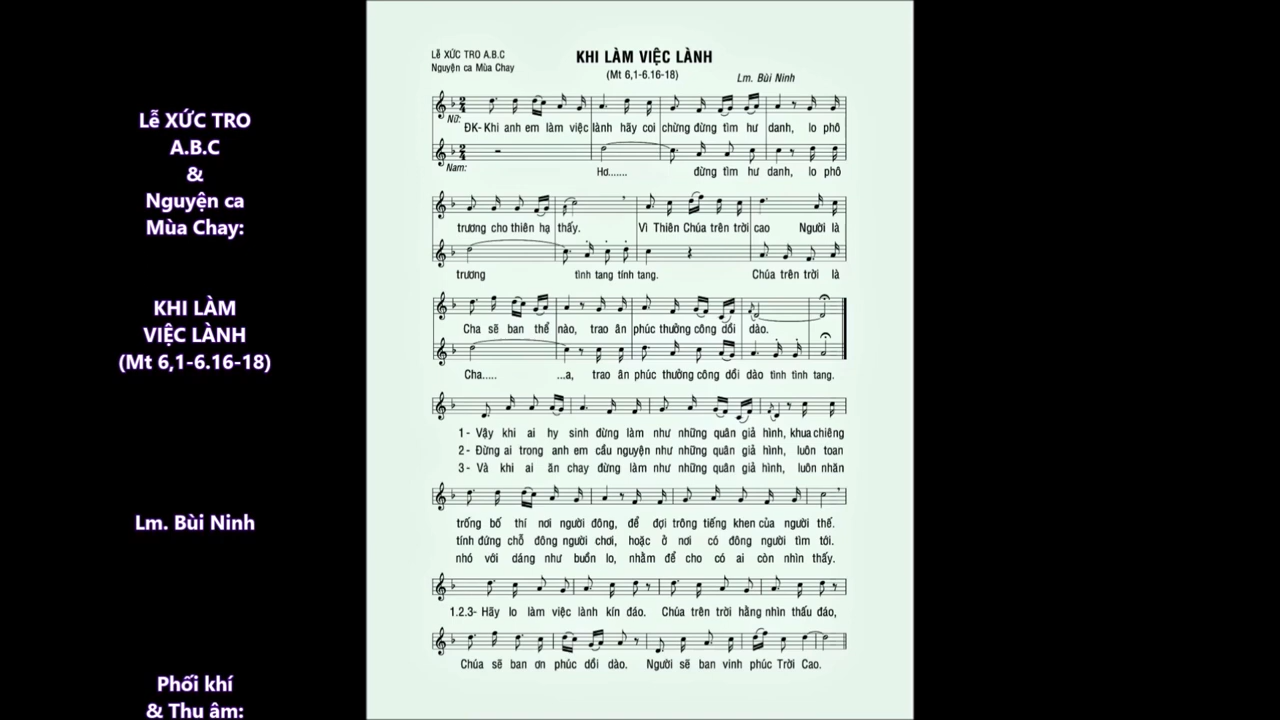 Lễ XỨC TRO
A.B.C
&
Nguyện ca
Mùa Chay:
KHI LÀM
VIỆC LÀNH
(Mt 6,1-6.16-18)
Lm. Bùi Ninh
Phối khí
& Thu âm:
Lễ XỨC TRO A.B.C
Nguyện ca Mùa Chay
KHI LÀM VIỆC LÀNH
(Mt 6,1-6.16-18)
Lm. Bùi Ninh
Nữ:
ĐK- Khi anh em làm việc lành hãy coi chừng đừng tìm hư danh, lo phô
Nam:
Hơ...... đừng tìm hư danh, lo phô
trương cho thiên hạ thấy. Vì Thiên Chúa trên trời cao Người là
trương tình tang tính tang. Chúa trên trời là
Cha sẽ ban thể nào, trao ân phúc thưởng công dồi dào.
Cha..... ...a, trao ân phúc thưởng công dồi dào tình tình tang.
1- Vậy khi ai hy sinh đừng làm như những quân giả hình, khua chiêng
2- Đừng ai trong anh em cầu nguyện như những quân giả hình, luôn toan
3- Và khi ai ăn chay đừng làm như những quân giả hình, luôn nhăn
trống bố thí nơi người đông, để đợi trông tiếng khen của người thế.
tính đứng chỗ đông người chơi, hoặc ở nơi có đông người tìm tới.
nhó với dáng như buồn lo, nhằm để cho có ai còn nhìn thấy.
1.2.3- Hãy lo làm việc lành kín đáo. Chúa trên trời hằng nhìn thấu đáo,
Chúa sẽ ban ơn phúc dồi dào. Người sẽ ban vinh phúc Trời Cao.